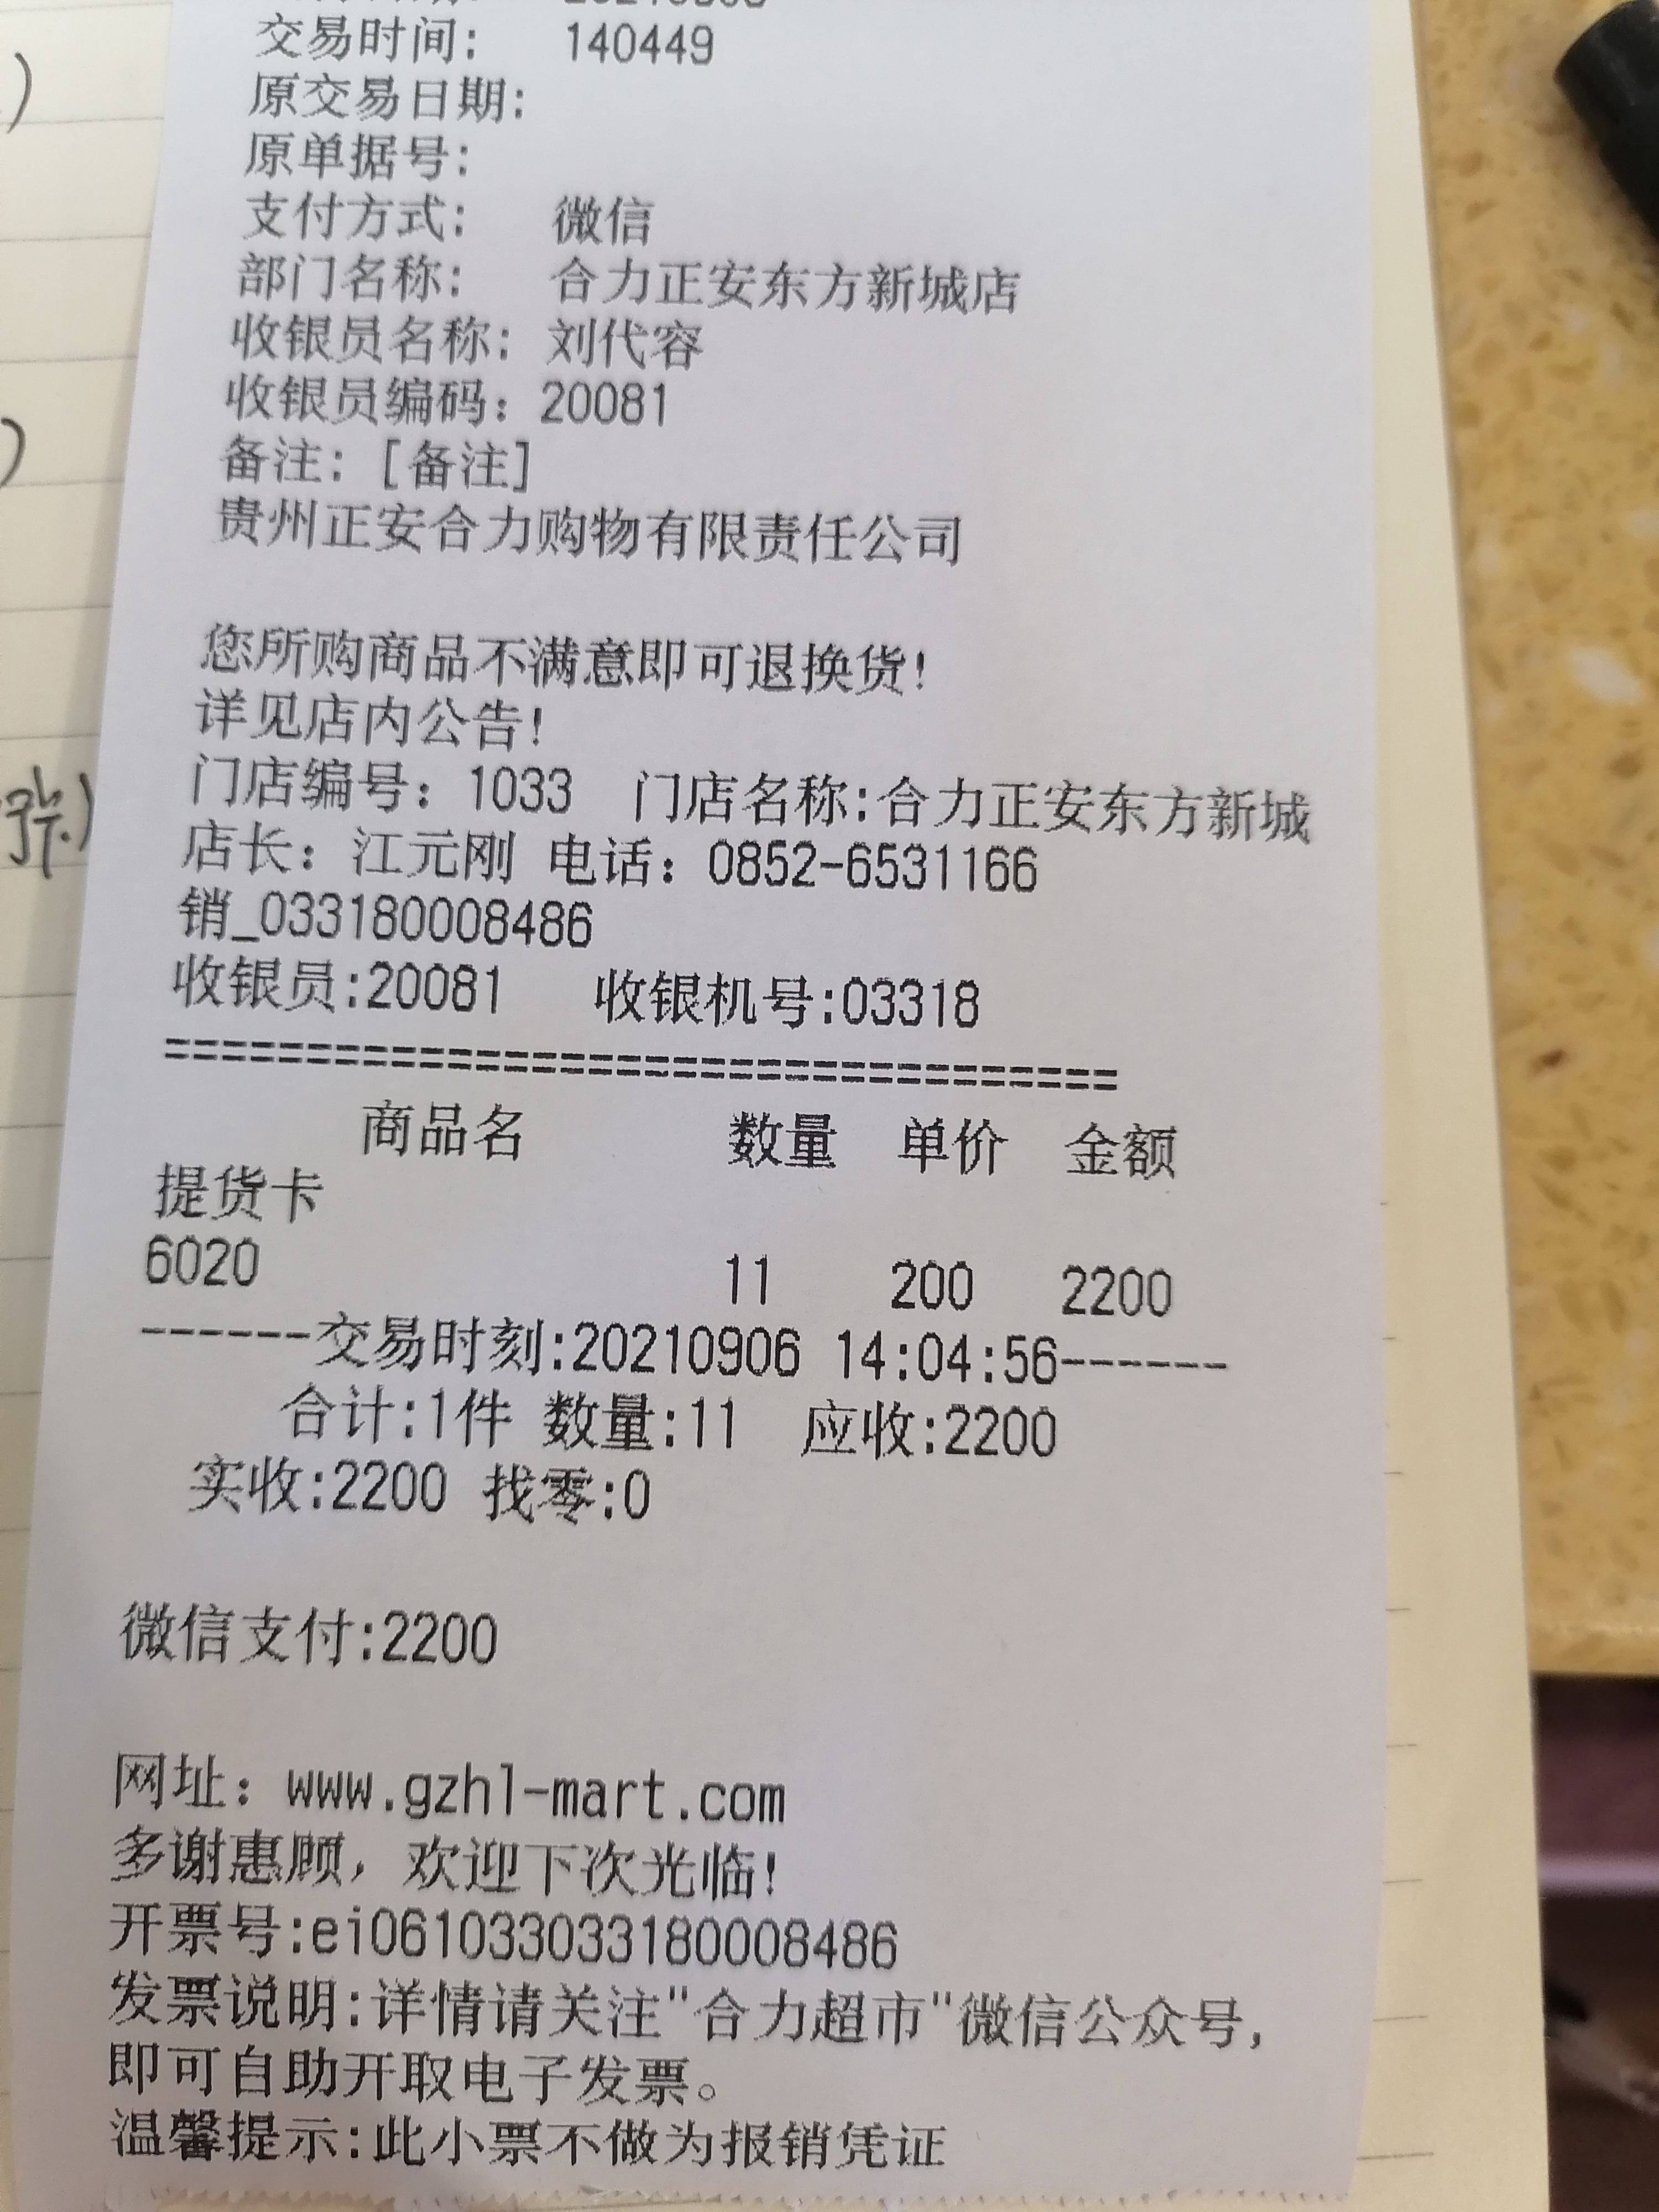 交易时间： 140449
原交易日期：
原单据号：
支付方式： 微信
部门名称： 合力正安东方新城店
收银员名称：刘代容
收银员编码：20081
备注：[备注]
贵州正安合力购物有限责任公司
您所购商品不满意即可退换货!
详见店内公告!
门店编号：1033 门店名称:合力正安东方新城
店长：江元刚 电话：0852-6531166
销_033180008486
收银员:20081 收银机号:03318
==================================
商品名 数量 单价 金额
提货卡
6020 11 200 2200
------交易时刻:20210906 14:04:56------
合计:1件 数量:11 应收:2200
实收:2200 找零:0
微信支付:2200
网址：www.gzhl-mart.com
多谢惠顾，欢迎下次光临!
开票号:ei061033033180008486
发票说明:详情请关注"合力超市"微信公众号,
即可自助开取电子发票。
温馨提示:此小票不做为报销凭证